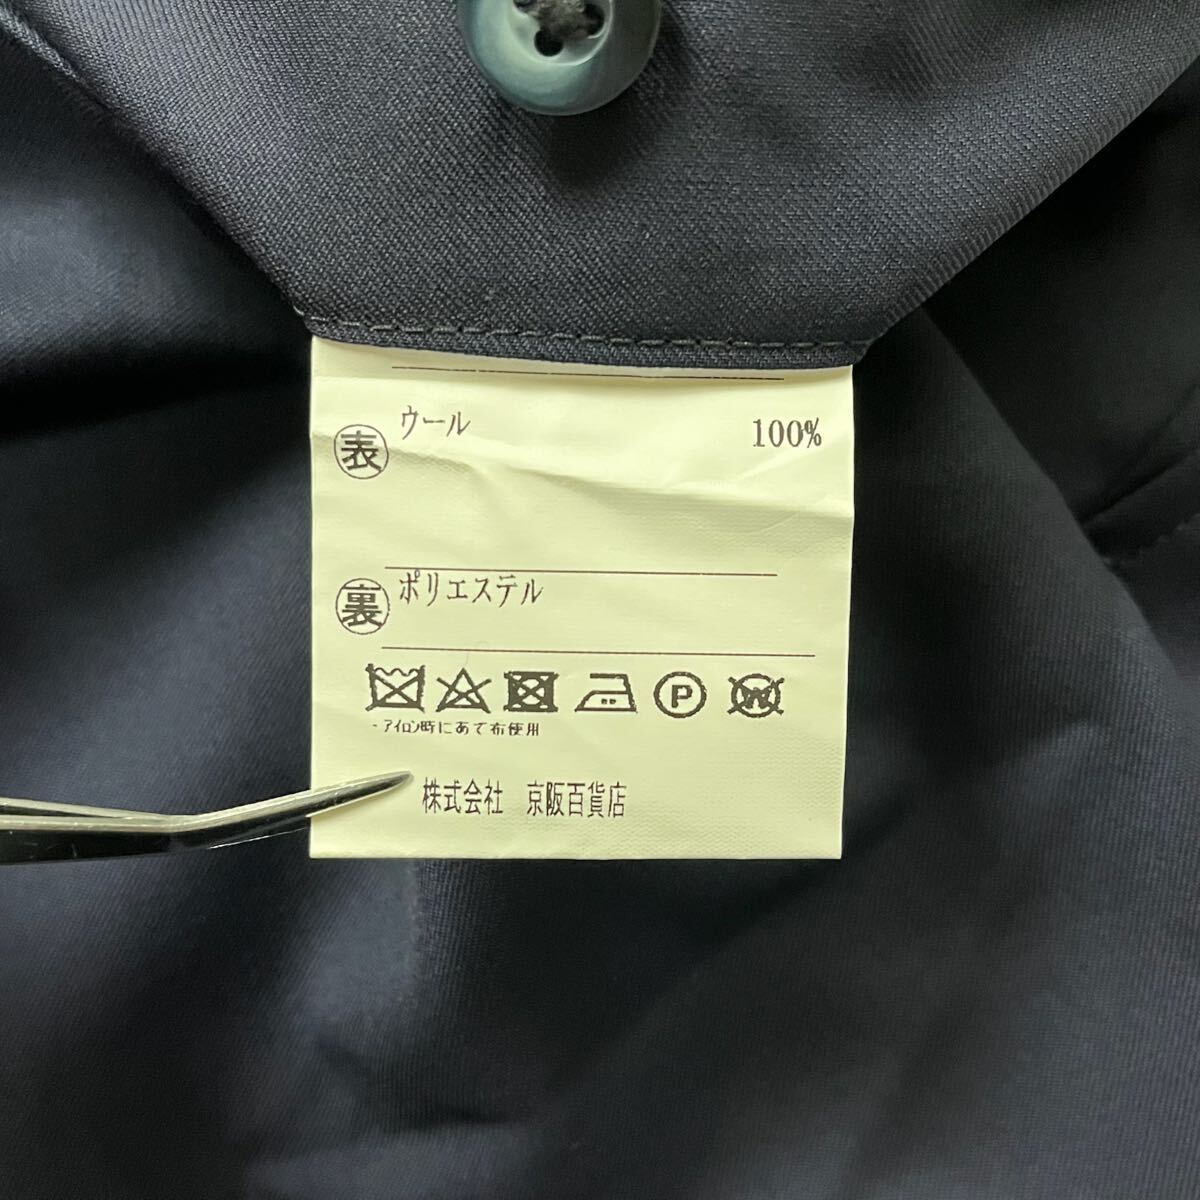 表 ウール 100%
裏 ポリエステル
P W
・アイロン時にあて布使用
株式会社 京阪百貨店